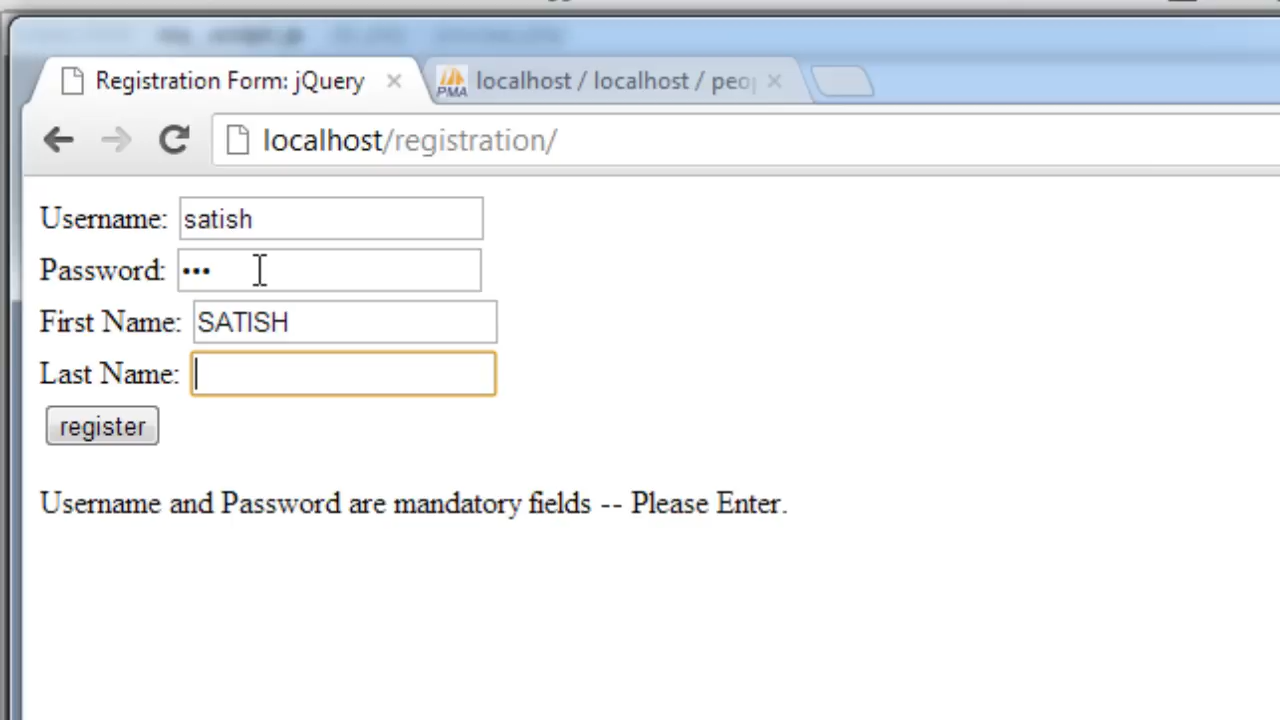 Registration Form: jQuery
PMA localhost / localhost / peo
localhost/registration/
Username: satish
Password: •••
First Name: SATISH
Last Name:
register
Username and Password are mandatory fields -- Please Enter.